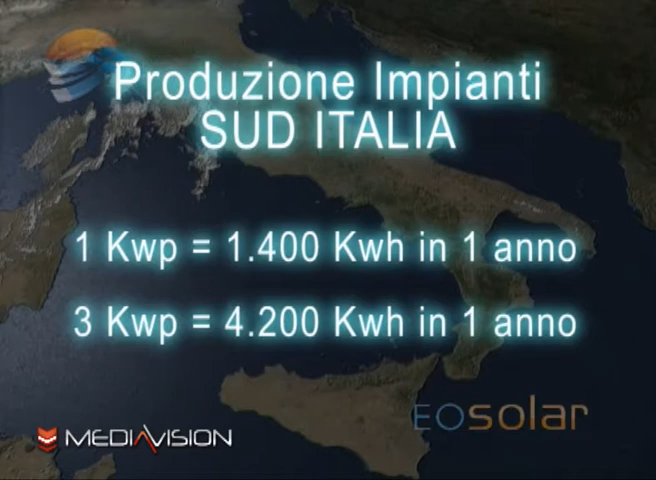 Produzione Impianti
SUD ITALIA
1 Kwp = 1.400 Kwh in 1 anno
3 Kwp = 4.200 Kwh in 1 anno
EOSOLAR
MEDIAVISION